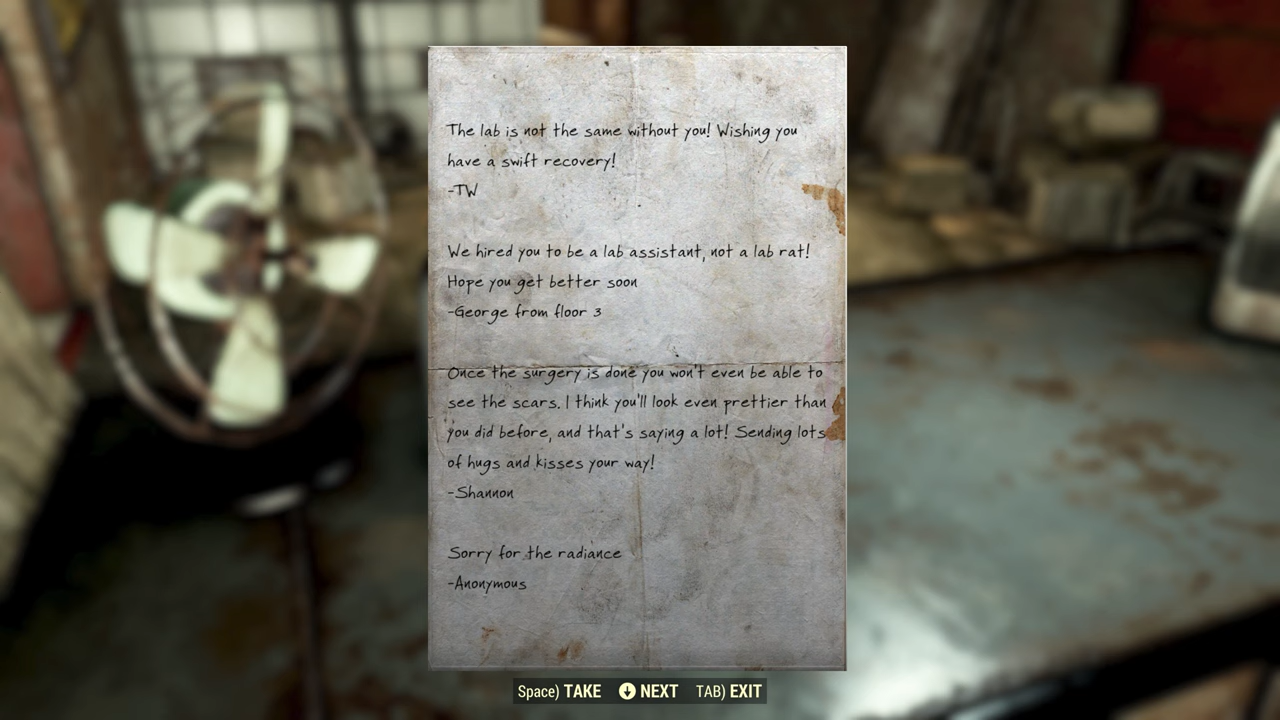 The lab is not the same without you! Wishing you
have a swift recovery!
-TW
We hired you to be a lab assistant, not a lab rat!
Hope you get better soon
-George from floor 3
Once the surgery is done you won't even be able to
see the scars. I think you'll look even prettier than
you did before, and that's saying a lot! Sending lots
of hugs and kisses your way!
-Shannon
Sorry for the radiance
-Anonymous
Space) TAKE NEXT TAB) EXIT